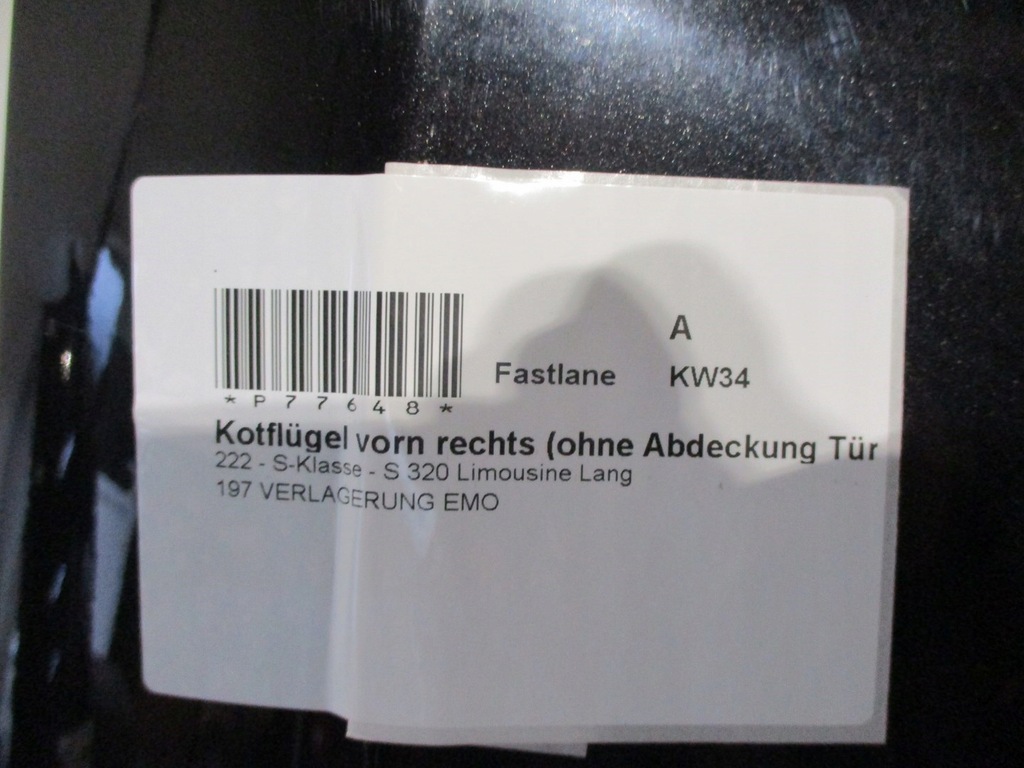 A
Fastlane KW34
*P77648*
Kotflügel vorn rechts (ohne Abdeckung Tür
222 - S-Klasse - S 320 Limousine Lang
197 VERLAGERUNG EMO